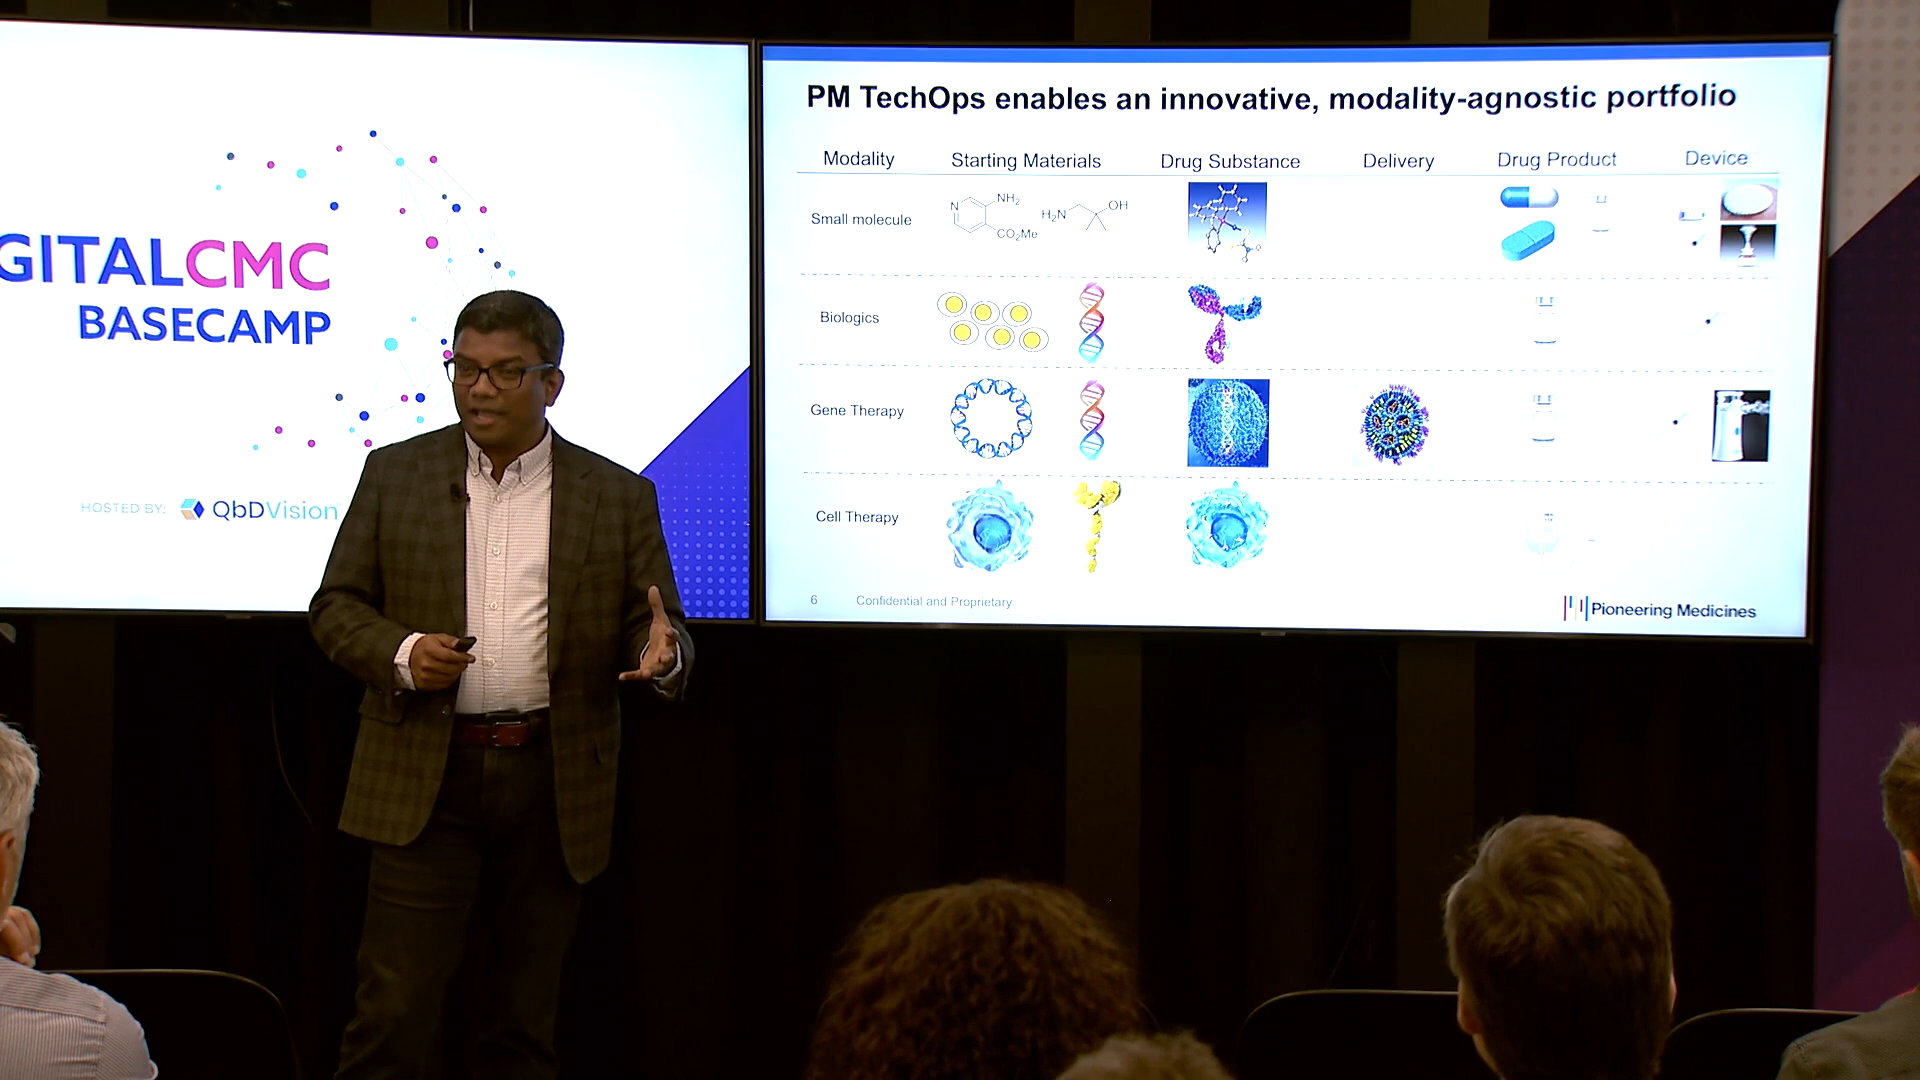 GITALCMC
BASECAMP
HOSTED BY: QbDVision
PM TechOps enables an innovative, modality-agnostic portfolio
Modality Starting Materials Drug Substance Delivery Drug Product Device
Small molecule
N NH₂ CO₂Me H₂N OH
Biologics
Gene Therapy
Cell Therapy
6 Confidential and Proprietary
Pioneering Medicines